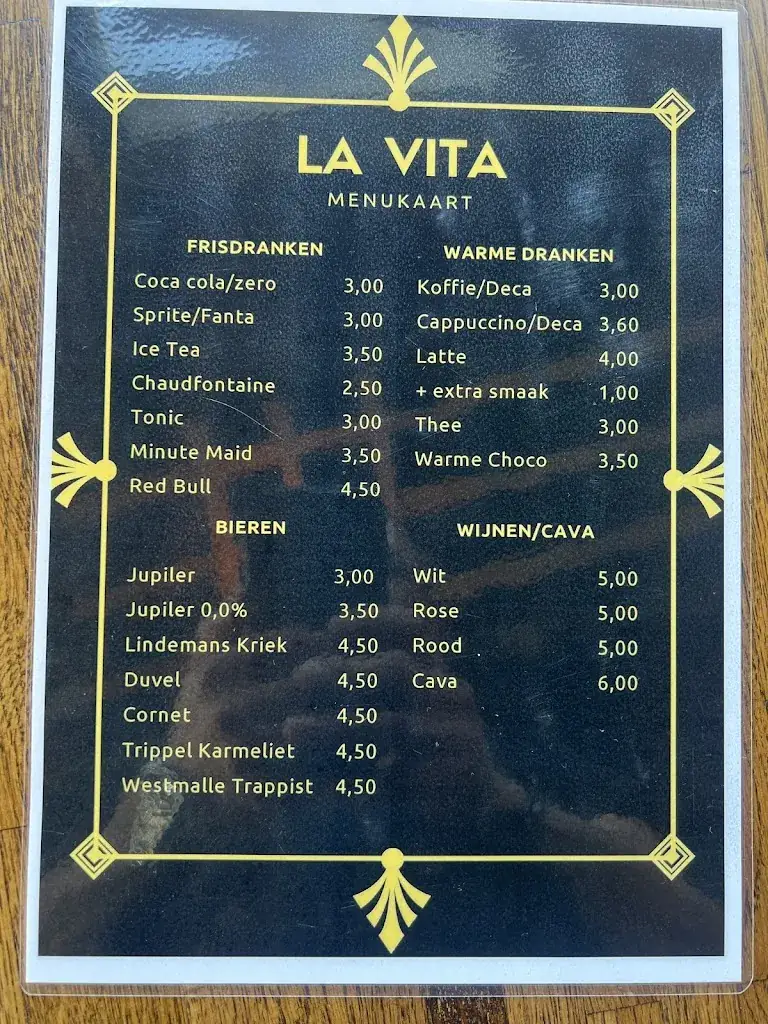 LA VITA
MENUKAART
FRISDRANKEN
Coca cola/zero 3,00
Sprite/Fanta 3,00
Ice Tea 3,50
Chaudfontaine 2,50
Tonic 3,00
Minute Maid 3,50
Red Bull 4,50
BIEREN
Jupiler 3,00
Jupiler 0,0% 3,50
Lindemans Kriek 4,50
Duvel 4,50
Cornet 4,50
Trippel Karmeliet 4,50
Westmalle Trappist 4,50
WARME DRANKEN
Koffie/Deca 3,00
Cappuccino/Deca 3,60
Latte 4,00
+ extra smaak 1,00
Thee 3,00
Warme Choco 3,50
WIJNEN/CAVA
Wit 5,00
Rose 5,00
Rood 5,00
Cava 6,00